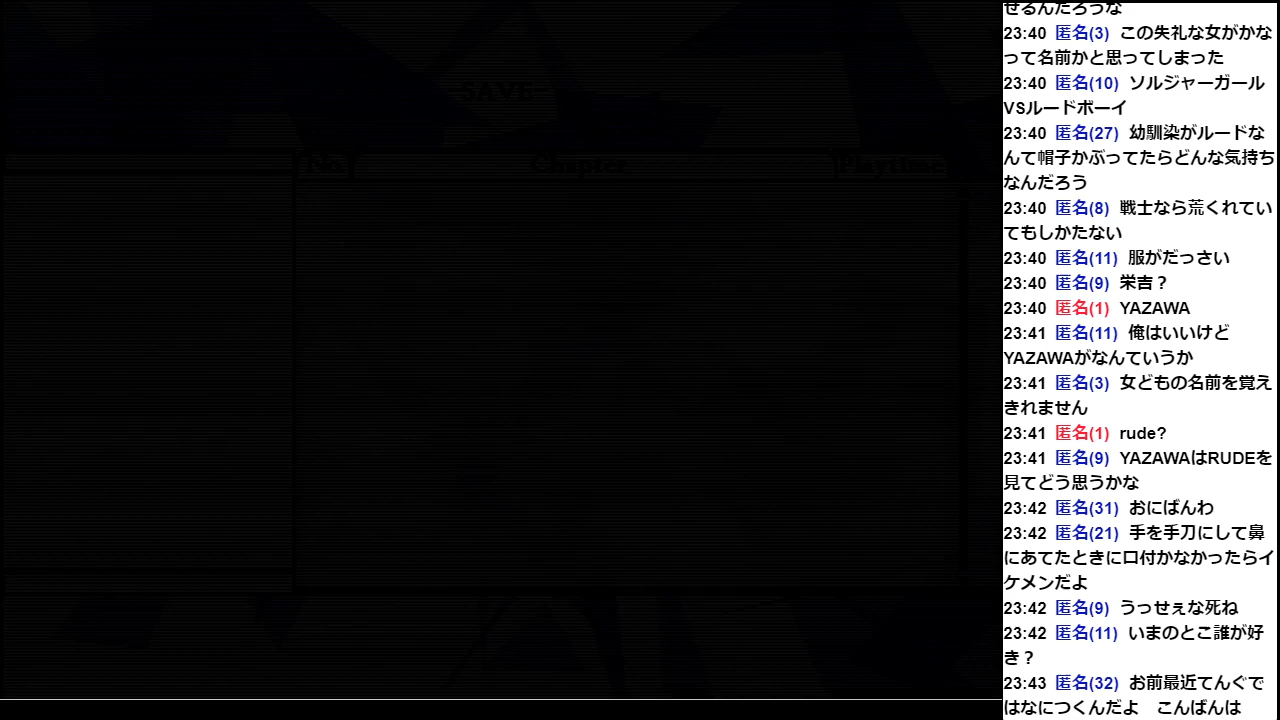 SAVE
No.
Chapter
Playtime
せるんだろうな
23:40 匿名(3) この失礼な女がかな
って名前かと思ってしまった
23:40 匿名(10) ソルジャーガール
VSルードボーイ
23:40 匿名(27) 幼馴染がルードな
んて帽子かぶってたらどんな気持ち
なんだろう
23:40 匿名(8) 戦士なら荒くれてい
てもしかたない
23:40 匿名(11) 服がだっさい
23:40 匿名(9) 栄吉？
23:40 匿名(1) YAZAWA
23:41 匿名(11) 俺はいいけど
YAZAWAがなんていうか
23:41 匿名(3) 女どもの名前を覚え
きれません
23:41 匿名(1) rude?
23:41 匿名(9) YAZAWAはRUDEを
見てどう思うかな
23:42 匿名(31) おにばんわ
23:42 匿名(21) 手を手刀にして鼻
にあてたときに口付かなかったらイ
ケメンだよ
23:42 匿名(9) うっせぇな死ね
23:42 匿名(11) いまのとこ誰が好
き？
23:43 匿名(32) お前最近てんぐで
はなにつくんだよ　こんばんは